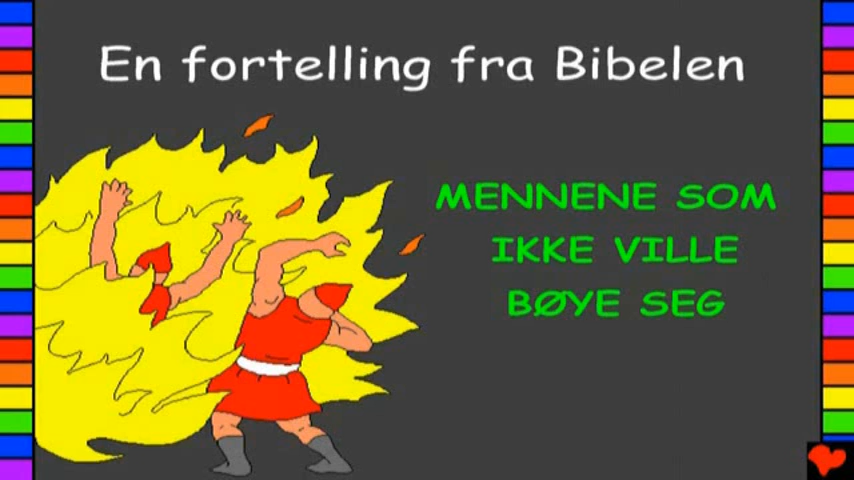 En fortelling fra Bibelen
MENNENE SOM
IKKE VILLE
BØYE SEG